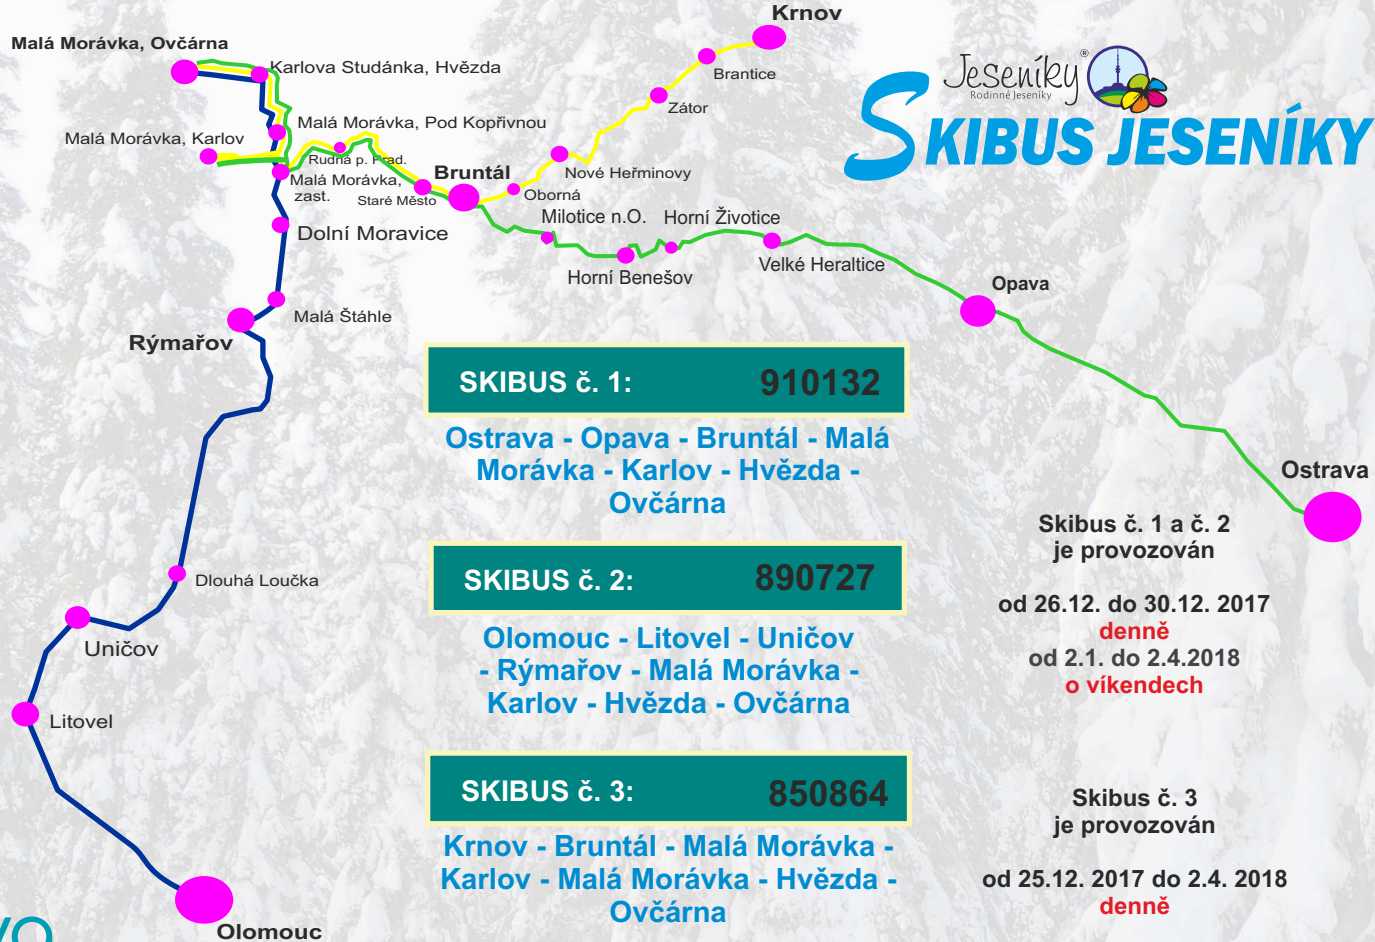 Krnov
Malá Morávka, Ovčárna
Karlova Studánka, Hvězda
Brantice
Jeseníky®
Rodinné Jeseníky
SKIBUS JESENÍKY
Zátor
Malá Morávka, Pod Kopřivnou
Malá Morávka, Karlov
Rudná p. Prad.
Bruntál
Nové Heřminovy
Malá Morávka,
zast.
Staré Město
Oborná
Milotice n.O.
Horní Životice
Dolní Moravice
Velké Heraltice
Horní Benešov
Opava
Malá Štáhle
Rýmařov
SKIBUS č. 1: 910132
Ostrava - Opava - Bruntál - Malá
Morávka - Karlov - Hvězda -
Ovčárna
Ostrava
Skibus č. 1 a č. 2
je provozován
od 26.12. do 30.12. 2017
denně
od 2.1. do 2.4.2018
o víkendech
SKIBUS č. 2: 890727
Olomouc - Litovel - Uničov
- Rýmařov - Malá Morávka -
Karlov - Hvězda - Ovčárna
Dlouhá Loučka
Uničov
Litovel
SKIBUS č. 3: 850864
Krnov - Bruntál - Malá Morávka -
Karlov - Malá Morávka - Hvězda -
Ovčárna
Skibus č. 3
je provozován
od 25.12. 2017 do 2.4. 2018
denně
Olomouc